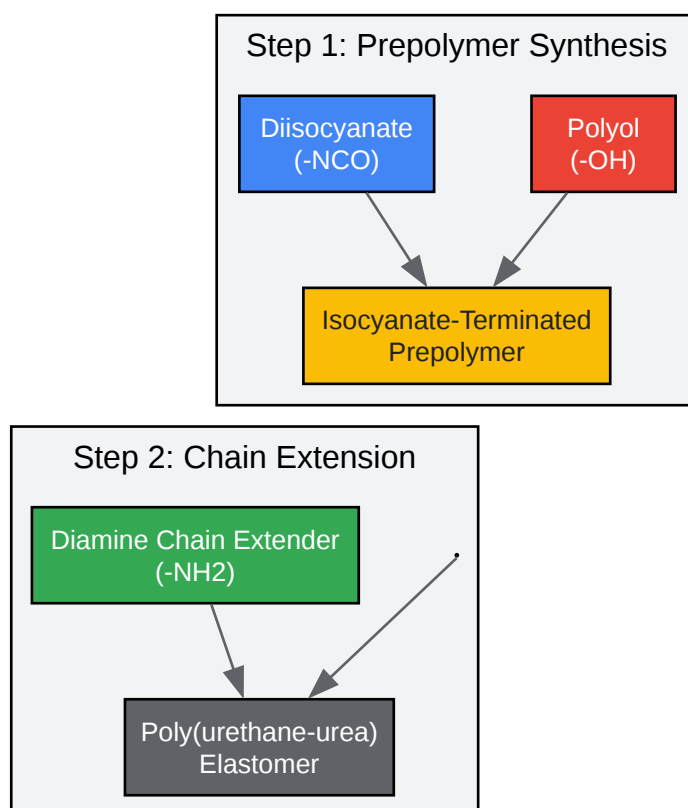 Step 1: Prepolymer Synthesis
Diisocyanate
(-NCO)
Polyol
(-OH)
Isocyanate-Terminated
Prepolymer
Step 2: Chain Extension
Diamine Chain Extender
(-NH2)
Poly(urethane-urea)
Elastomer